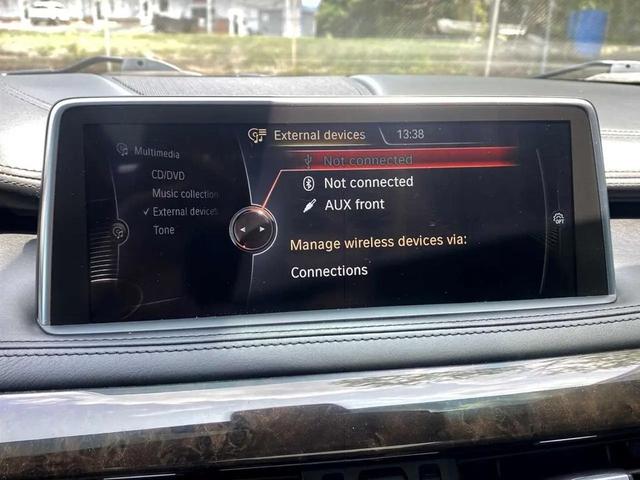 External devices 13:38
Multimedia
CD/DVD
Music collection
✓ External devices
Tone
Not connected
Not connected
AUX front
Manage wireless devices via:
Connections
OPT